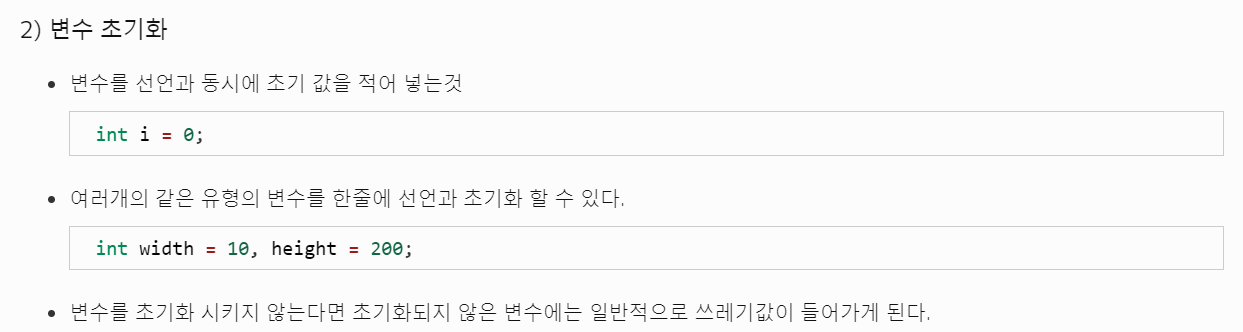 2) 변수 초기화
• 변수를 선언과 동시에 초기 값을 적어 넣는것
int i = 0;
• 여러개의 같은 유형의 변수를 한줄에 선언과 초기화 할 수 있다.
int width = 10, height = 200;
• 변수를 초기화 시키지 않는다면 초기화되지 않은 변수에는 일반적으로 쓰레기값이 들어가게 된다.